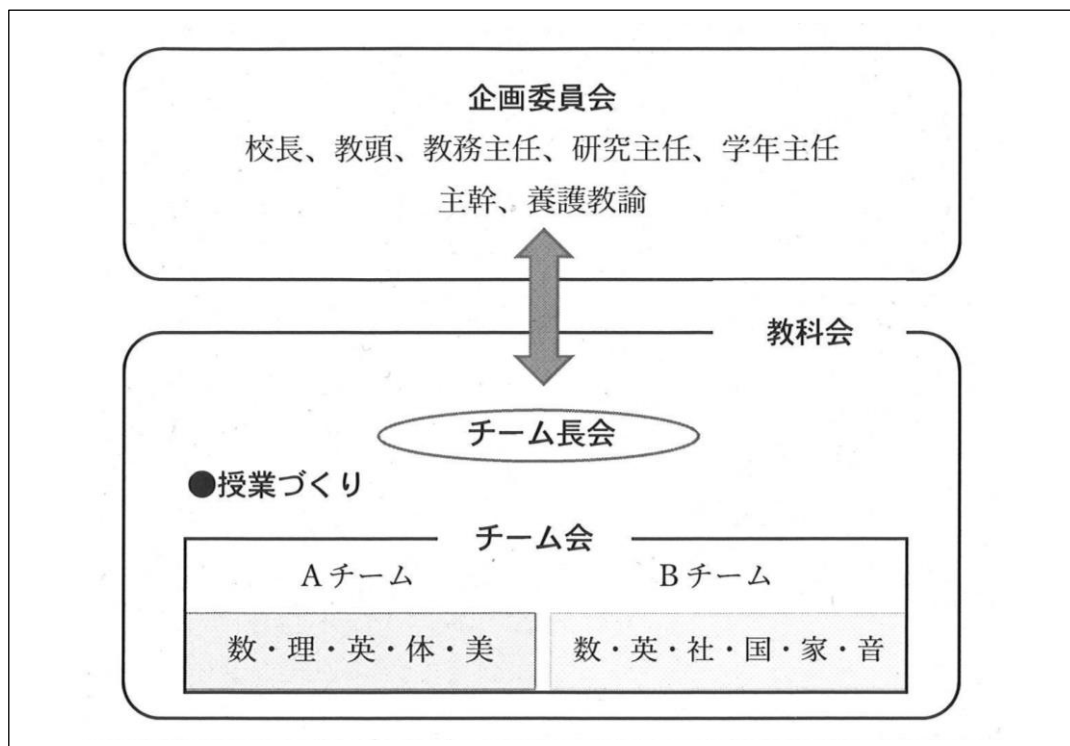 企画委員会
校長、教頭、教務主任、研究主任、学年主任
主幹、養護教諭
教科会
チーム長会
●授業づくり
チーム会
Aチーム
Bチーム
数・理・英・体・美
数・英・社・国・家・音